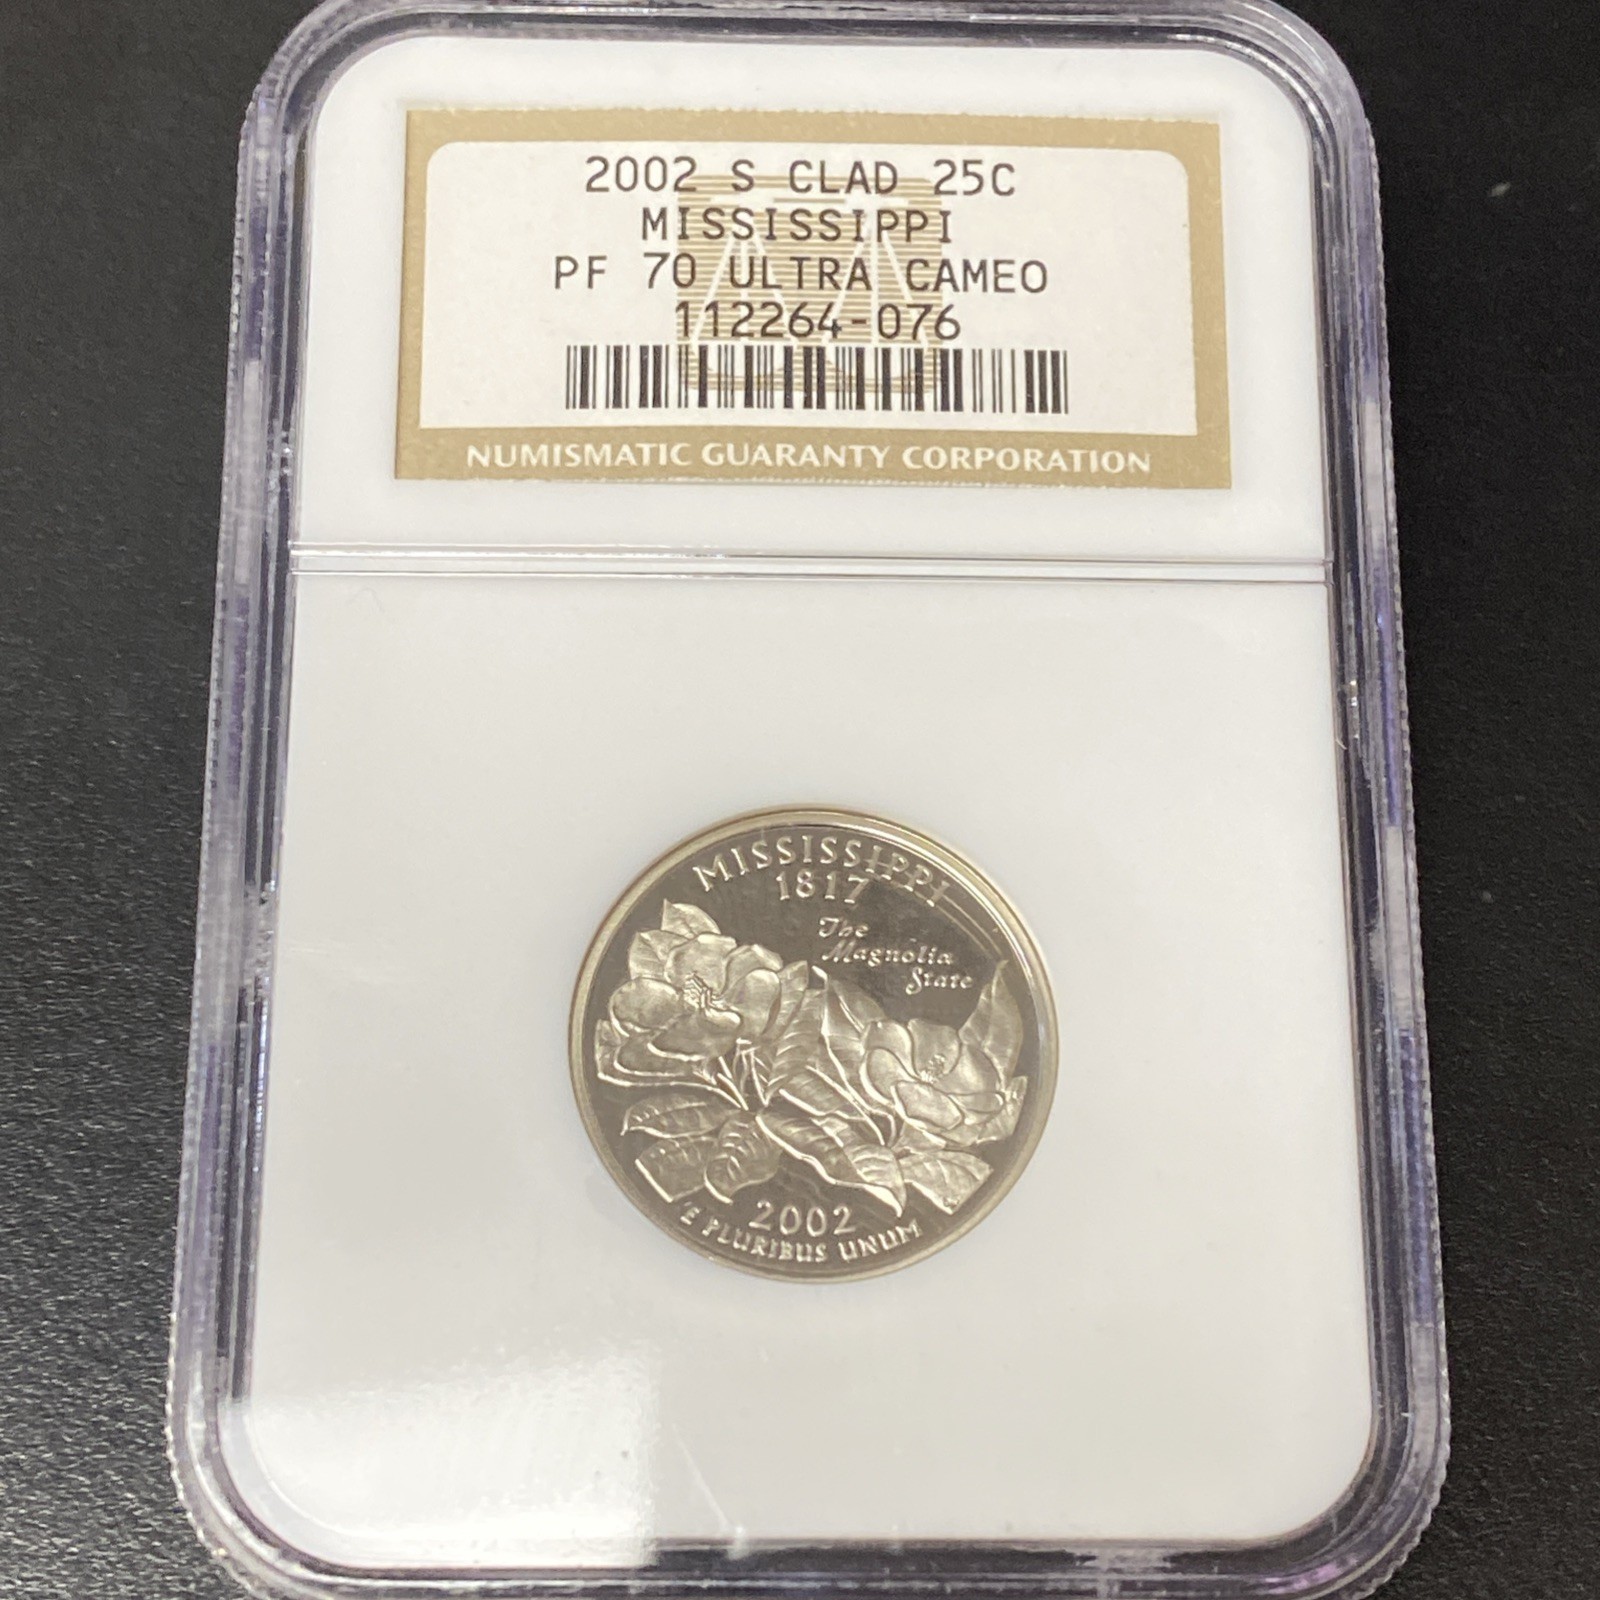 2002 S CLAD 25C
MISSISSIPPI
PF 70 ULTRA CAMEO
112264-076
NUMISMATIC GUARANTY CORPORATION
MISSISSIPPI
1817
The
Magnolia
State
2002
E PLURIBUS UNUM